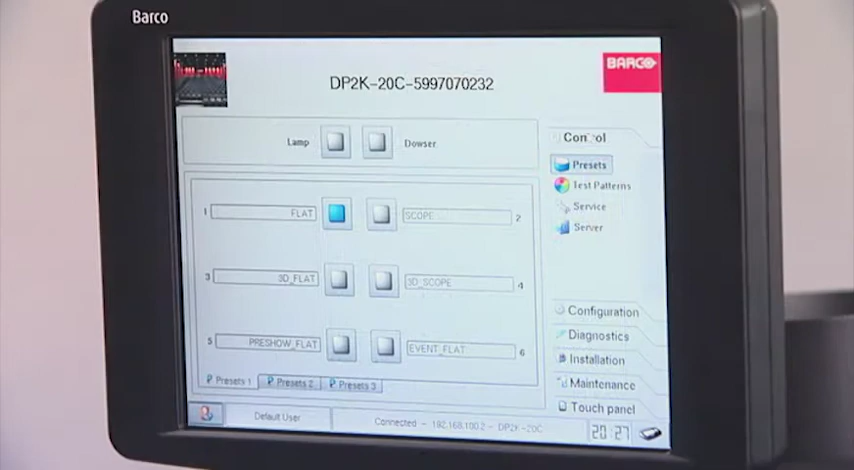 Barco
BARCO
DP2K-20C-5997070232
Lamp
Dowser
Control
Presets
Test Patterns
Service
Server
1 FLAT
SCOPE 2
3 3D_FLAT
3D_SCOPE 4
5 PRESHOW_FLAT
EVENT_FLAT 6
Configuration
Diagnostics
Installation
Maintenance
Touch panel
Presets 1
Presets 2
Presets 3
Default User
Connected - 192.168.100.2 - DP2K-20C
20:27